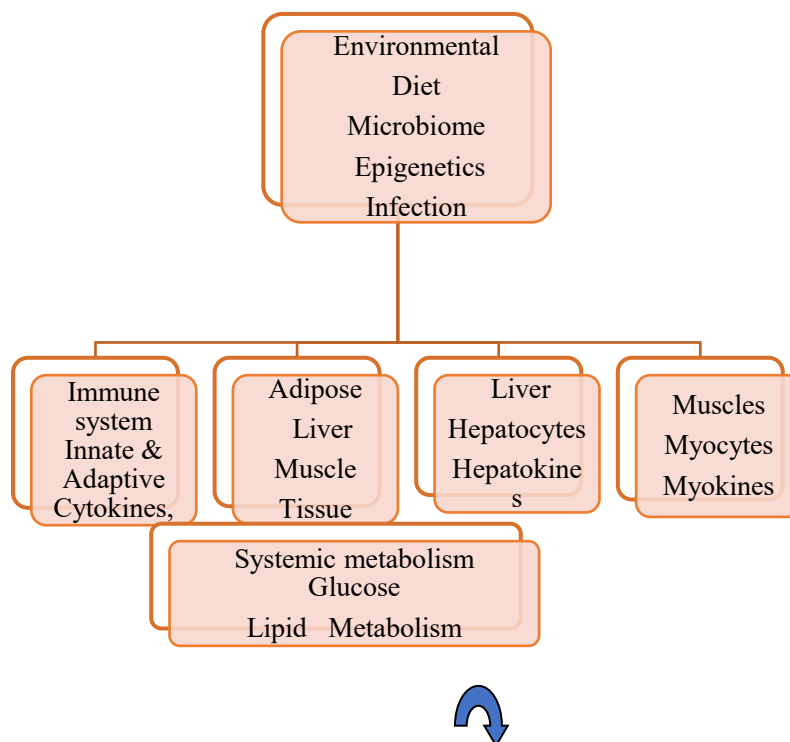 Environmental
Diet
Microbiome
Epigenetics
Infection
Immune
system
Innate &
Adaptive
Cytokines,
Adipose
Liver
Muscle
Tissue
Liver
Hepatocytes
Hepatokine
s
Muscles
Myocytes
Myokines
Systemic metabolism
Glucose
Lipid Metabolism